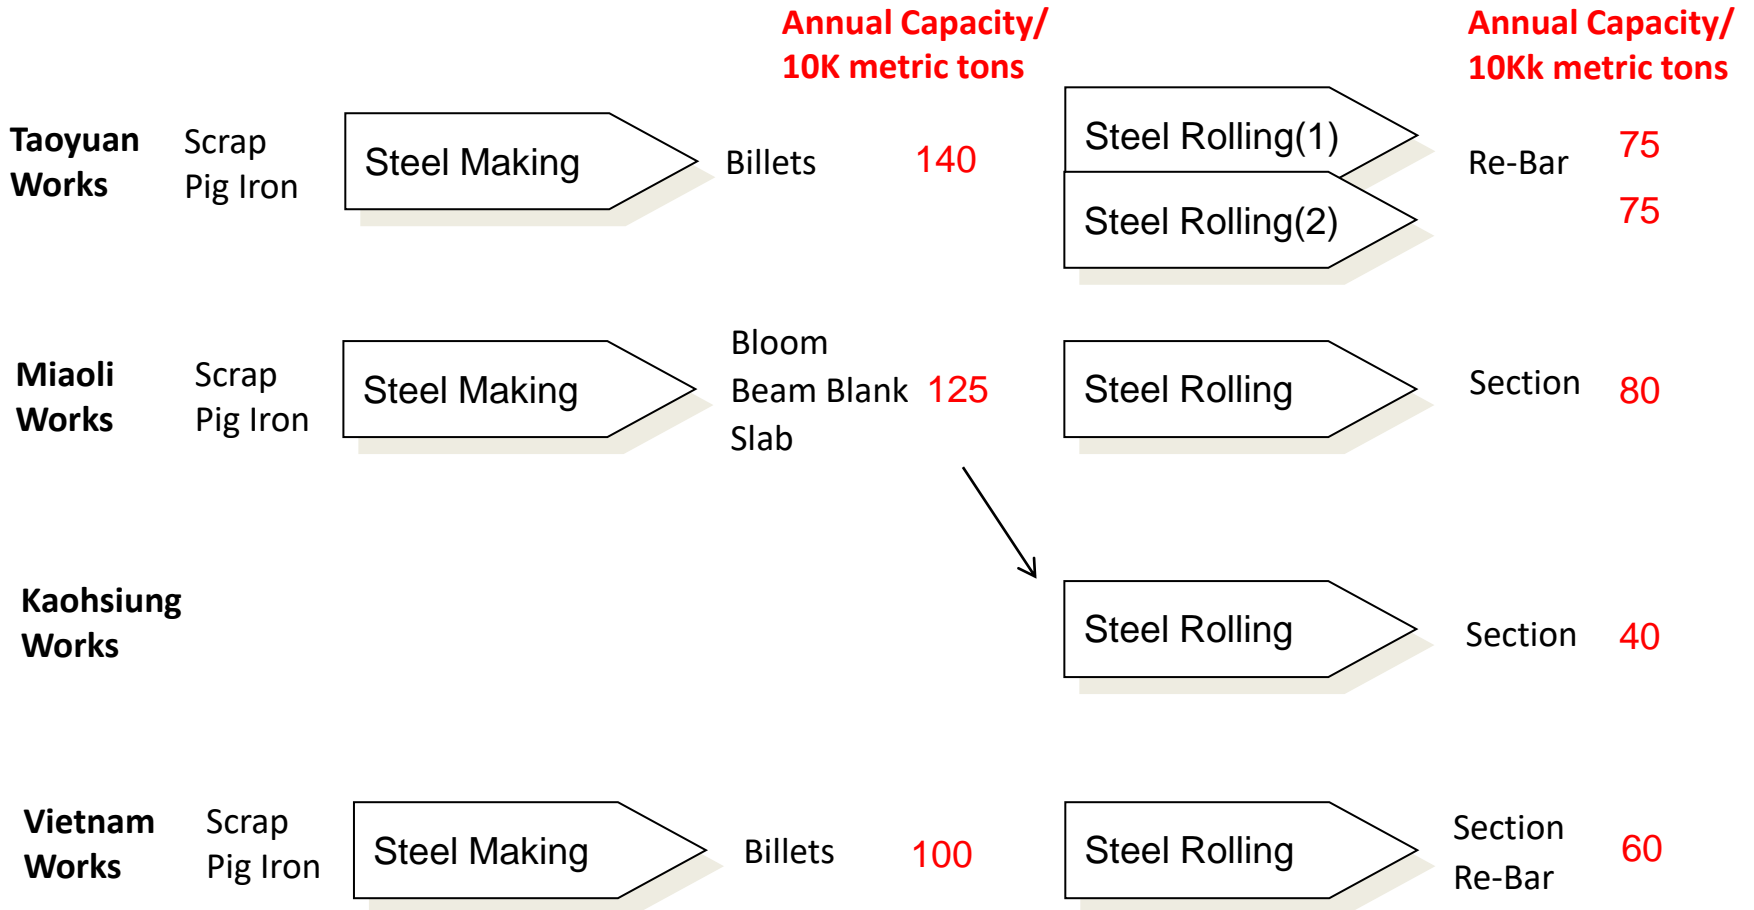 Annual Capacity/
10K metric tons
Annual Capacity/
10Kk metric tons
Taoyuan
Works
Scrap
Pig Iron
Steel Making
Billets
140
Steel Rolling(1)
Steel Rolling(2)
Re-Bar
75
75
Miaoli
Works
Scrap
Pig Iron
Steel Making
Bloom
Beam Blank
Slab
125
Steel Rolling
Section
80
Kaohsiung
Works
Steel Rolling
Section
40
Vietnam
Works
Scrap
Pig Iron
Steel Making
Billets
100
Steel Rolling
Section
Re-Bar
60